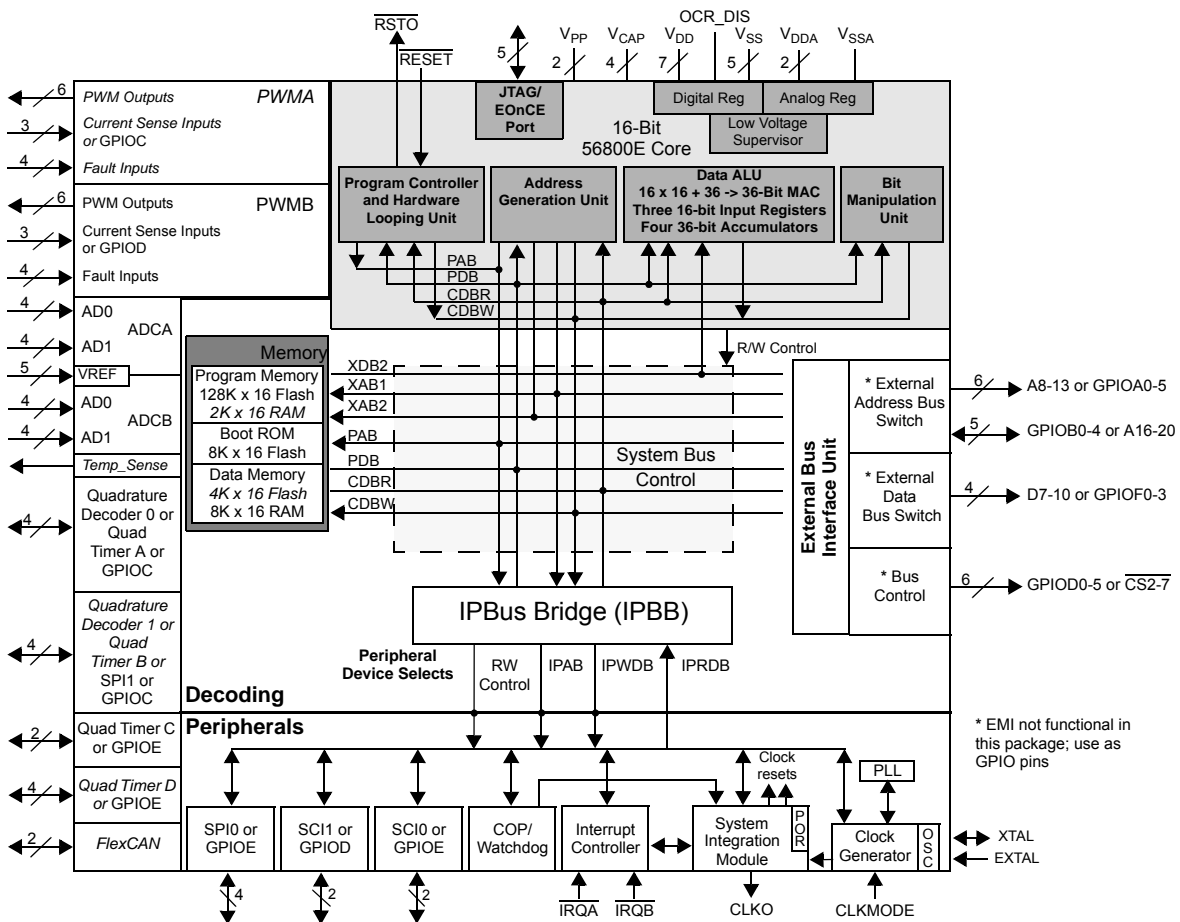 RSTO
RESET
5
V_PP
V_CAP
V_DD
OCR_DIS
V_SS
V_DDA
V_SSA
2
4
7
5
2
6
PWM Outputs
PWMA
3
Current Sense Inputs
or GPIOC
4
Fault Inputs
6
PWM Outputs
PWMB
3
Current Sense Inputs
or GPIOD
4
Fault Inputs
4
AD0
ADCA
4
AD1
5
VREF
4
AD0
ADCB
4
AD1
Temp_Sense
4
Quadrature
Decoder 0 or
Quad
Timer A or
GPIOC
4
Quadrature
Decoder 1 or
Quad
Timer B or
SPI1 or
GPIOC
2
Quad Timer C
or GPIOE
4
Quad Timer D
or GPIOE
2
FlexCAN
JTAG/
EOnCE
Port
16-Bit
56800E Core
Digital Reg
Analog Reg
Low Voltage
Supervisor
Program Controller
and Hardware
Looping Unit
Address
Generation Unit
Data ALU
16 x 16 + 36 -> 36-Bit MAC
Three 16-bit Input Registers
Four 36-bit Accumulators
Bit
Manipulation
Unit
PAB
PDB
CDBR
CDBW
R/W Control
Memory
Program Memory
128K x 16 Flash
2K x 16 RAM
Boot ROM
8K x 16 Flash
Data Memory
4K x 16 Flash
8K x 16 RAM
XDB2
XAB1
XAB2
PAB
PDB
CDBR
CDBW
System Bus
Control
External Bus
Interface Unit
* External
Address Bus
Switch
* External
Data
Bus Switch
* Bus
Control
6
A8-13 or GPIOA0-5
5
GPIOB0-4 or A16-20
4
D7-10 or GPIOF0-3
6
GPIOD0-5 or CS2-7
IPBus Bridge (IPBB)
Peripheral
Device Selects
RW
Control
IPAB
IPWDB
IPRDB
Decoding
Peripherals
* EMI not functional in
this package; use as
GPIO pins
Clock
resets
PLL
SPI0 or
GPIOE
SCI1 or
GPIOD
SCI0 or
GPIOE
COP/
Watchdog
Interrupt
Controller
System
Integration
Module
POR
Clock
Generator
OSC
XTAL
EXTAL
4
2
2
IRQA
IRQB
CLKO
CLKMODE